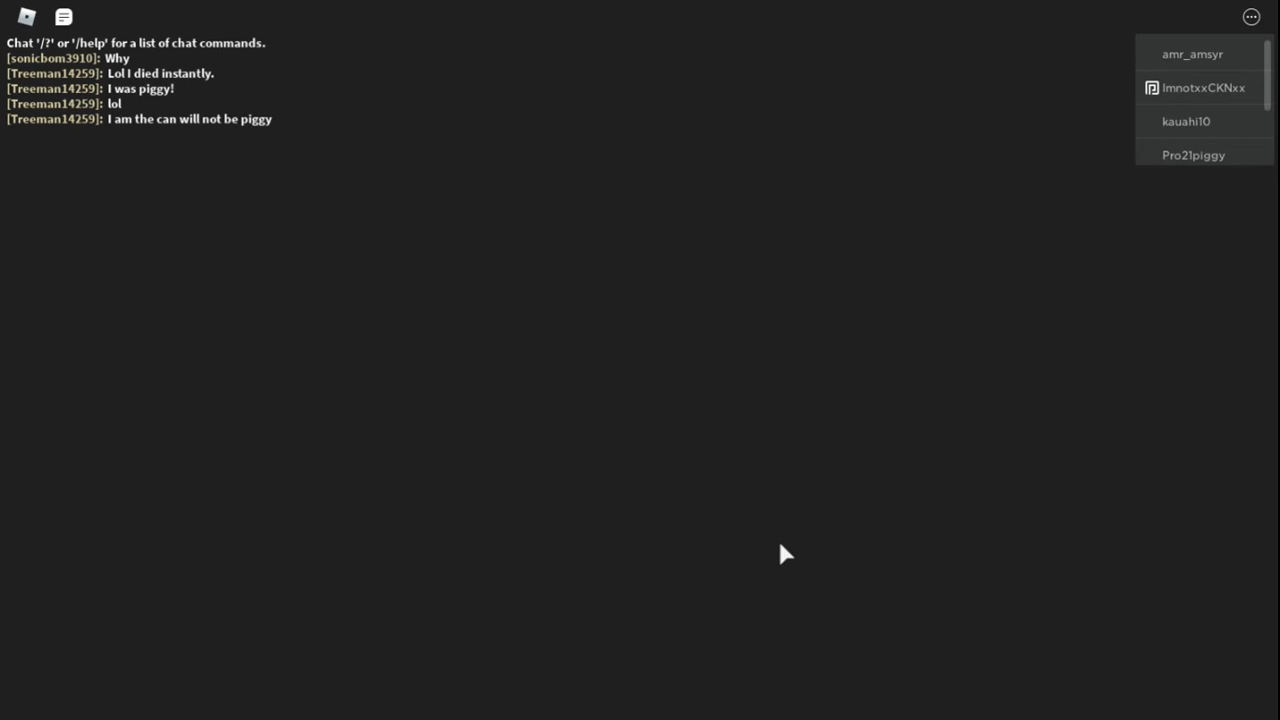 Chat '/?' or '/help' for a list of chat commands.
[sonicbom3910]: Why
[Treeman14259]: Lol I died instantly.
[Treeman14259]: I was piggy!
[Treeman14259]: lol
[Treeman14259]: I am the can will not be piggy
amr_amsyr
ImnotxxCKNxx
kauahi10
Pro21piggy